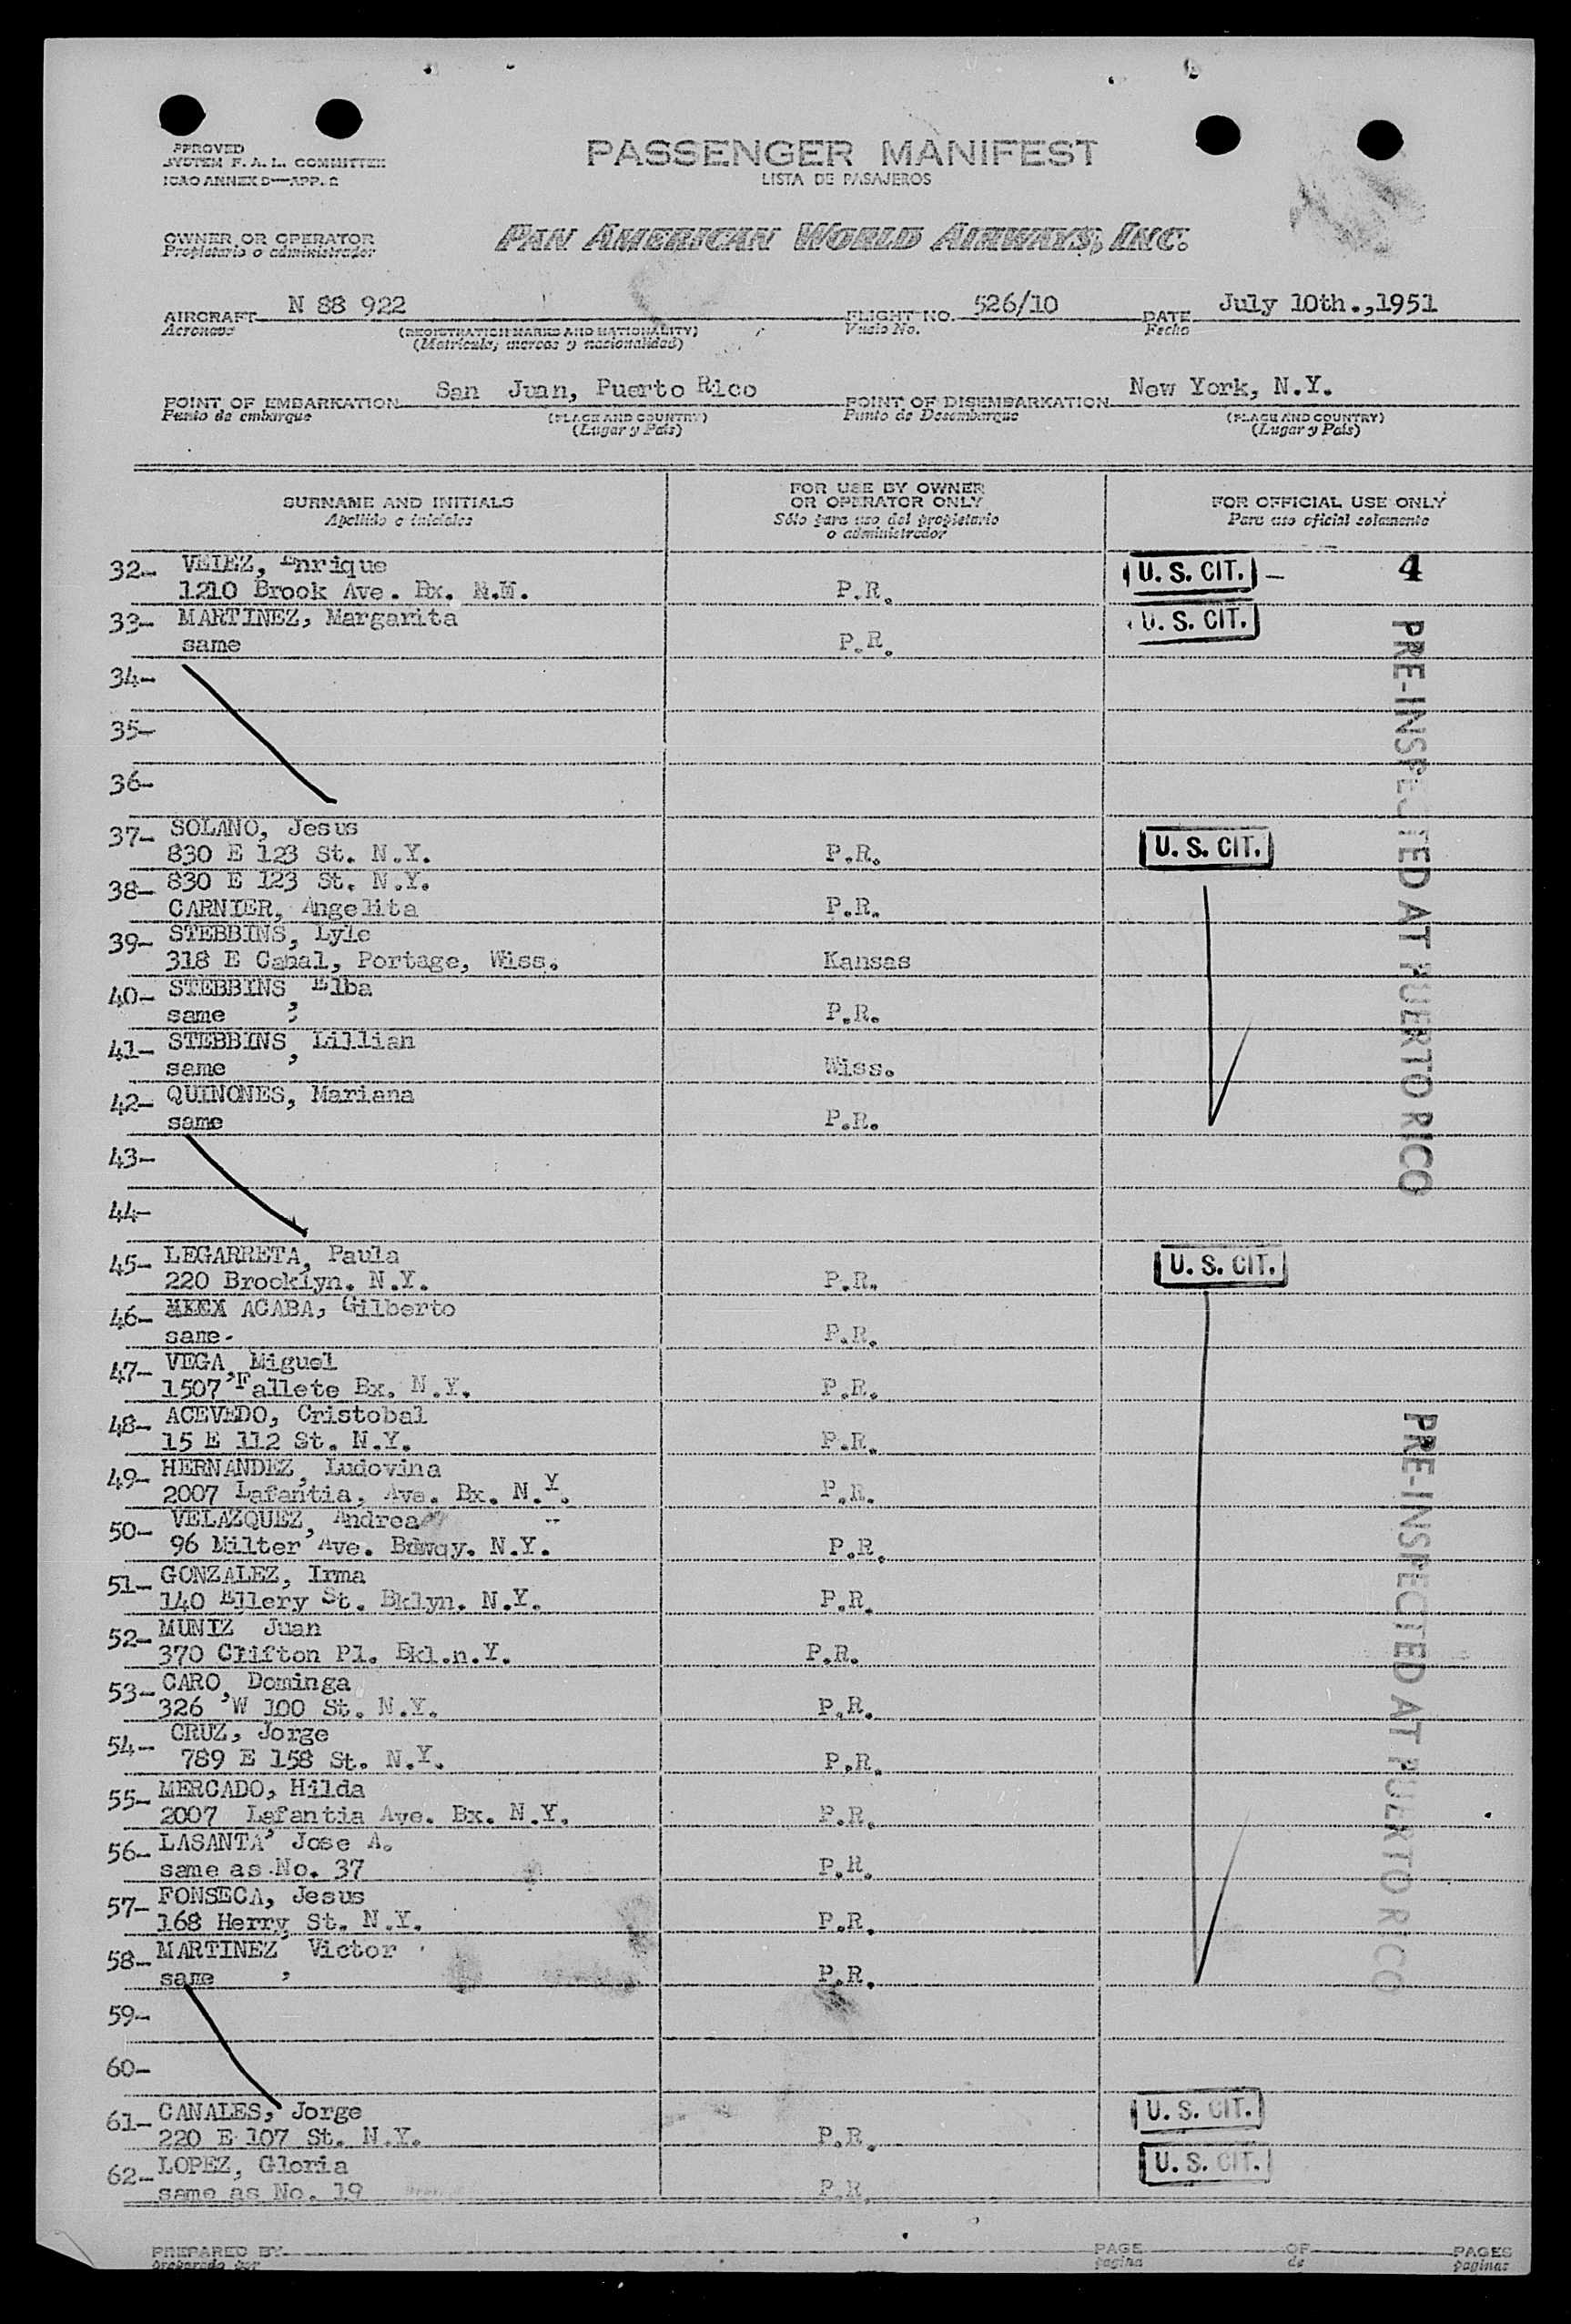 APPROVED
SYSTEM F. A. L. COMMITTEE
ICAO ANNEX 9—APP. 2
PASSENGER MANIFEST
LISTA DE PASAJEROS
OWNER OR OPERATOR
Propietario o administrador
PAN AMERICAN WORLD AIRWAYS, INC.
AIRCRAFT N 88 922 FLIGHT NO. 526/10 DATE July 10th.,1951
Aeronave (REGISTRATION MARKS AND NATIONALITY) Vuelo No. Fecha
(Matricula, marcas y nacionalidad)
POINT OF EMBARKATION San Juan, Puerto Rico POINT OF DISEMBARKATION New York, N.Y.
Punto de embarque (PLACE AND COUNTRY) Punto de Desembarque (PLACE AND COUNTRY)
(Lugar y País) (Lugar y País)
SURNAME AND INITIALS FOR USE BY OWNER OR OPERATOR ONLY FOR OFFICIAL USE ONLY
Apellido e iniciales Sólo para uso del propietario o administrador Para uso oficial solamente
32- VELEZ, Enrique U. S. CIT. — 4
1210 Brook Ave. Bx. N.Y. P.R.
33- MARTINEZ, Margarita U. S. CIT.
same P.R.
34-
35-
36-
PRE-INSPECTED AT PUERTO RICO
37- SOLANO, Jesus U. S. CIT.
830 E 123 St. N.Y. P.R.
38- 830 E 123 St. N.Y.
CARNIER, Angelita P.R.
39- STEBBINS, Lyle
318 E Canal, Portage, Wiss. Kansas
40- STEBBINS, Elba
same ; P.R.
41- STEBBINS, Lillian
same Wiss.
42- QUINONES, Mariana
same P.R.
43-
44-
45- LEGARRETA, Paula U. S. CIT.
220 Brooklyn. N.Y. P.R.
46- ACABA, Gilberto
same. P.R.
47- VEGA, Miguel
1507 Fallete Bx. N.Y. P.R.
48- ACEVEDO, Cristobal
15 E 112 St. N.Y. P.R.
PRE-INSPECTED AT PUERTO RICO
49- HERNANDEZ, Ludovina
2007 Lafantia, Ave. Bx. N.Y. P.R.
50- VELAZQUEZ, Andrea
96 Milter Ave. Bdway. N.Y. P.R.
51- GONZALEZ, Irma
140 Ellery St. Bklyn. N.Y. P.R.
52- MUNIZ Juan
370 Clifton Pl. Bkl.n.Y. P.R.
53- CARO, Dominga
326 W 100 St. N.Y. P.R.
54- CRUZ, Jorge
789 E 158 St. N.Y. P.R.
55- MERCADO, Hilda
2007 Lafantia Ave. Bx. N.Y. P.R.
56- LASANTA, Jose A.
same as No. 37 P.R.
57- FONSECA, Jesus
168 Herry St. N.Y. P.R.
58- MARTINEZ, Victor
same P.R.
59-
60-
61- CANALES, Jorge U. S. CIT.
220 E 107 St. N.Y. P.R.
62- LOPEZ, Gloria U. S. CIT.
same as No. 19 P.R.
PREPARED BY PAGE OF PAGES
preparado por pagina de paginas